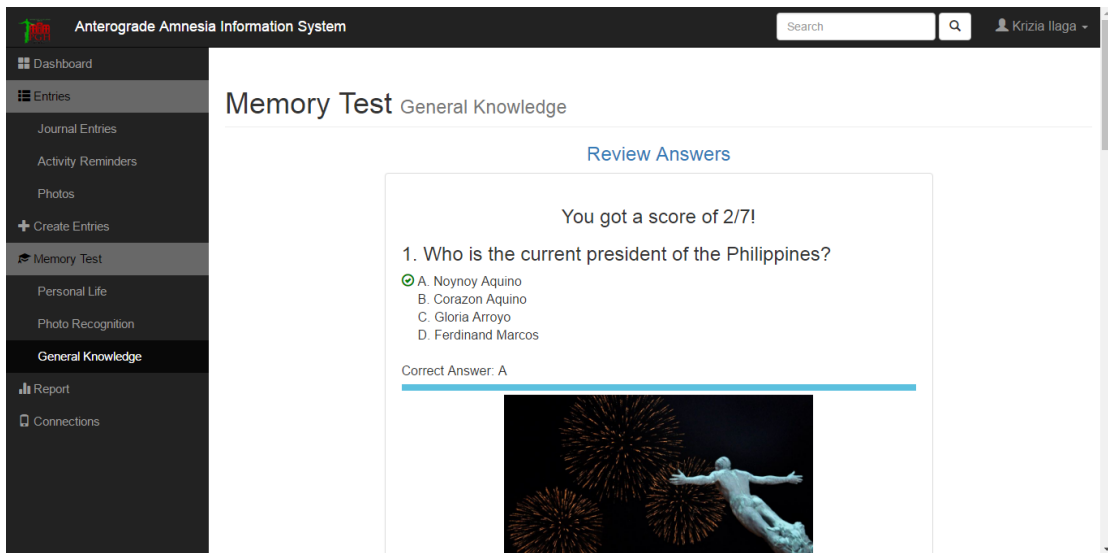 Anterograde Amnesia Information System
Search
Krizia Ilaga
Dashboard
Entries
Journal Entries
Activity Reminders
Photos
Create Entries
Memory Test
Personal Life
Photo Recognition
General Knowledge
Report
Connections
Memory Test General Knowledge
Review Answers
You got a score of 2/7!
1. Who is the current president of the Philippines?
A. Noynoy Aquino
B. Corazon Aquino
C. Gloria Arroyo
D. Ferdinand Marcos
Correct Answer: A